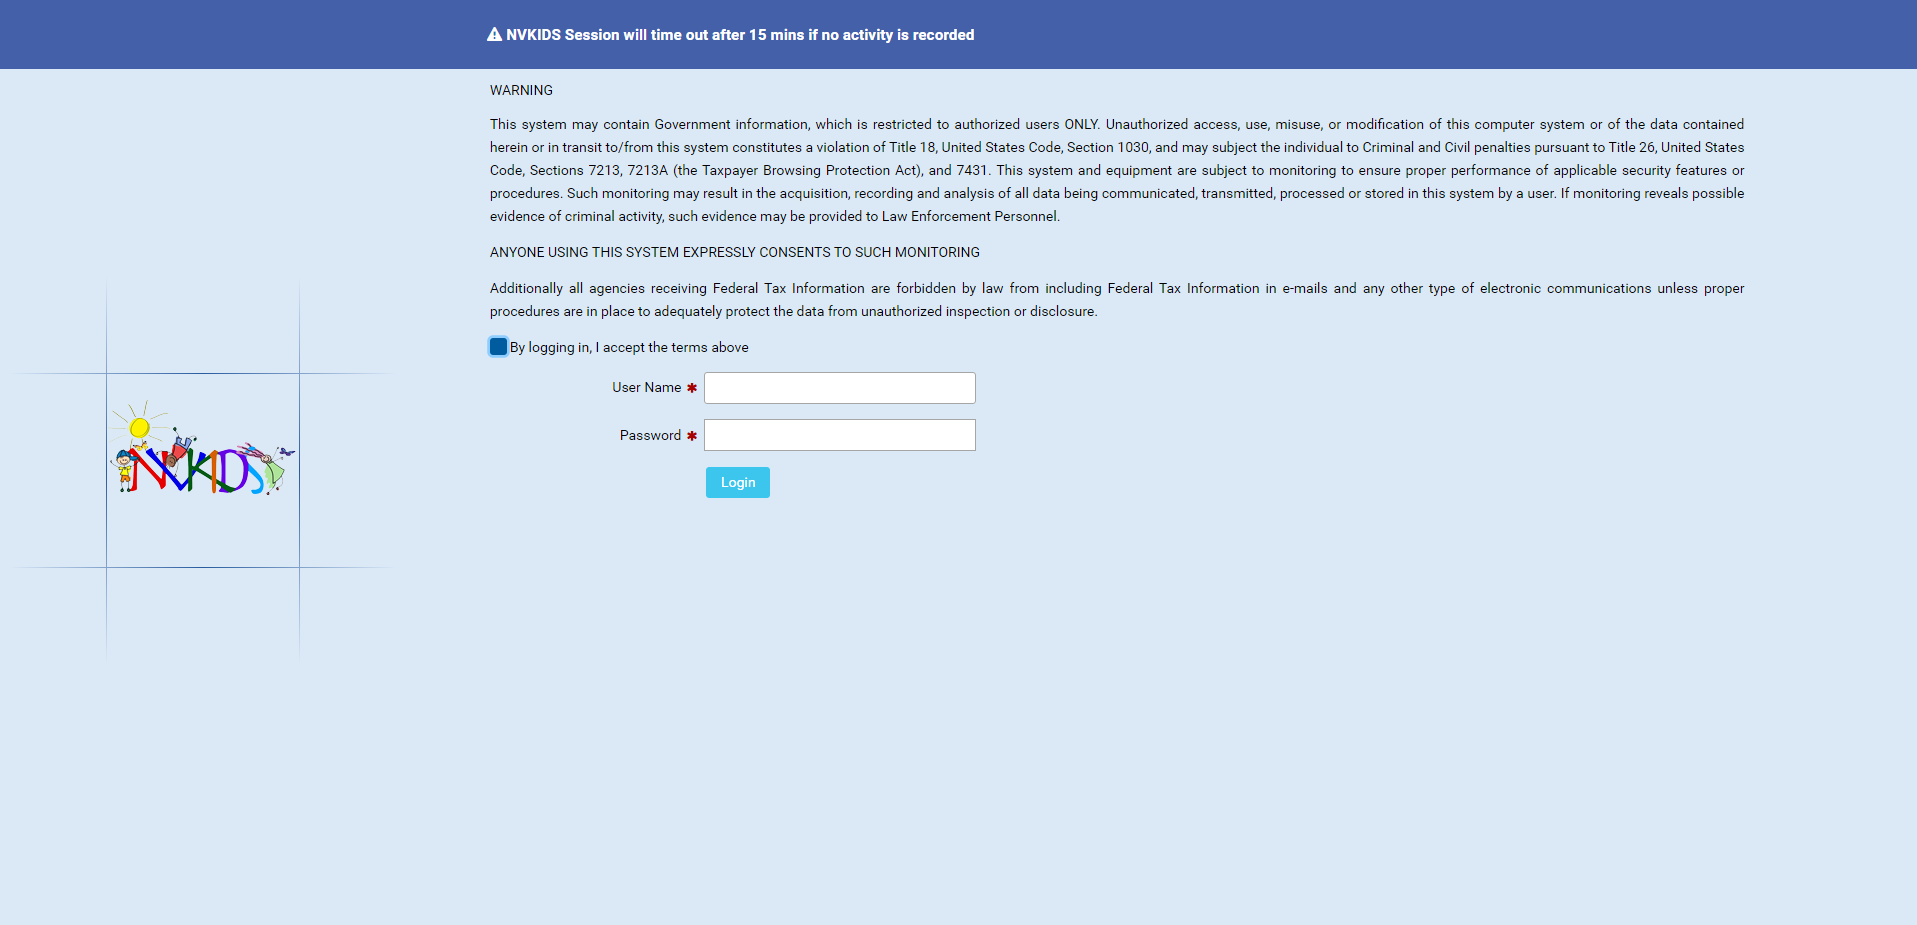 NVKIDS Session will time out after 15 mins if no activity is recorded
WARNING
This system may contain Government information, which is restricted to authorized users ONLY. Unauthorized access, use, misuse, or modification of this computer system or of the data contained
herein or in transit to/from this system constitutes a violation of Title 18, United States Code, Section 1030, and may subject the individual to Criminal and Civil penalties pursuant to Title 26, United States
Code, Sections 7213, 7213A (the Taxpayer Browsing Protection Act), and 7431. This system and equipment are subject to monitoring to ensure proper performance of applicable security features or
procedures. Such monitoring may result in the acquisition, recording and analysis of all data being communicated, transmitted, processed or stored in this system by a user. If monitoring reveals possible
evidence of criminal activity, such evidence may be provided to Law Enforcement Personnel.
ANYONE USING THIS SYSTEM EXPRESSLY CONSENTS TO SUCH MONITORING
Additionally all agencies receiving Federal Tax Information are forbidden by law from including Federal Tax Information in e-mails and any other type of electronic communications unless proper
procedures are in place to adequately protect the data from unauthorized inspection or disclosure.
By logging in, I accept the terms above
User Name *
Password *
Login
NVKIDS